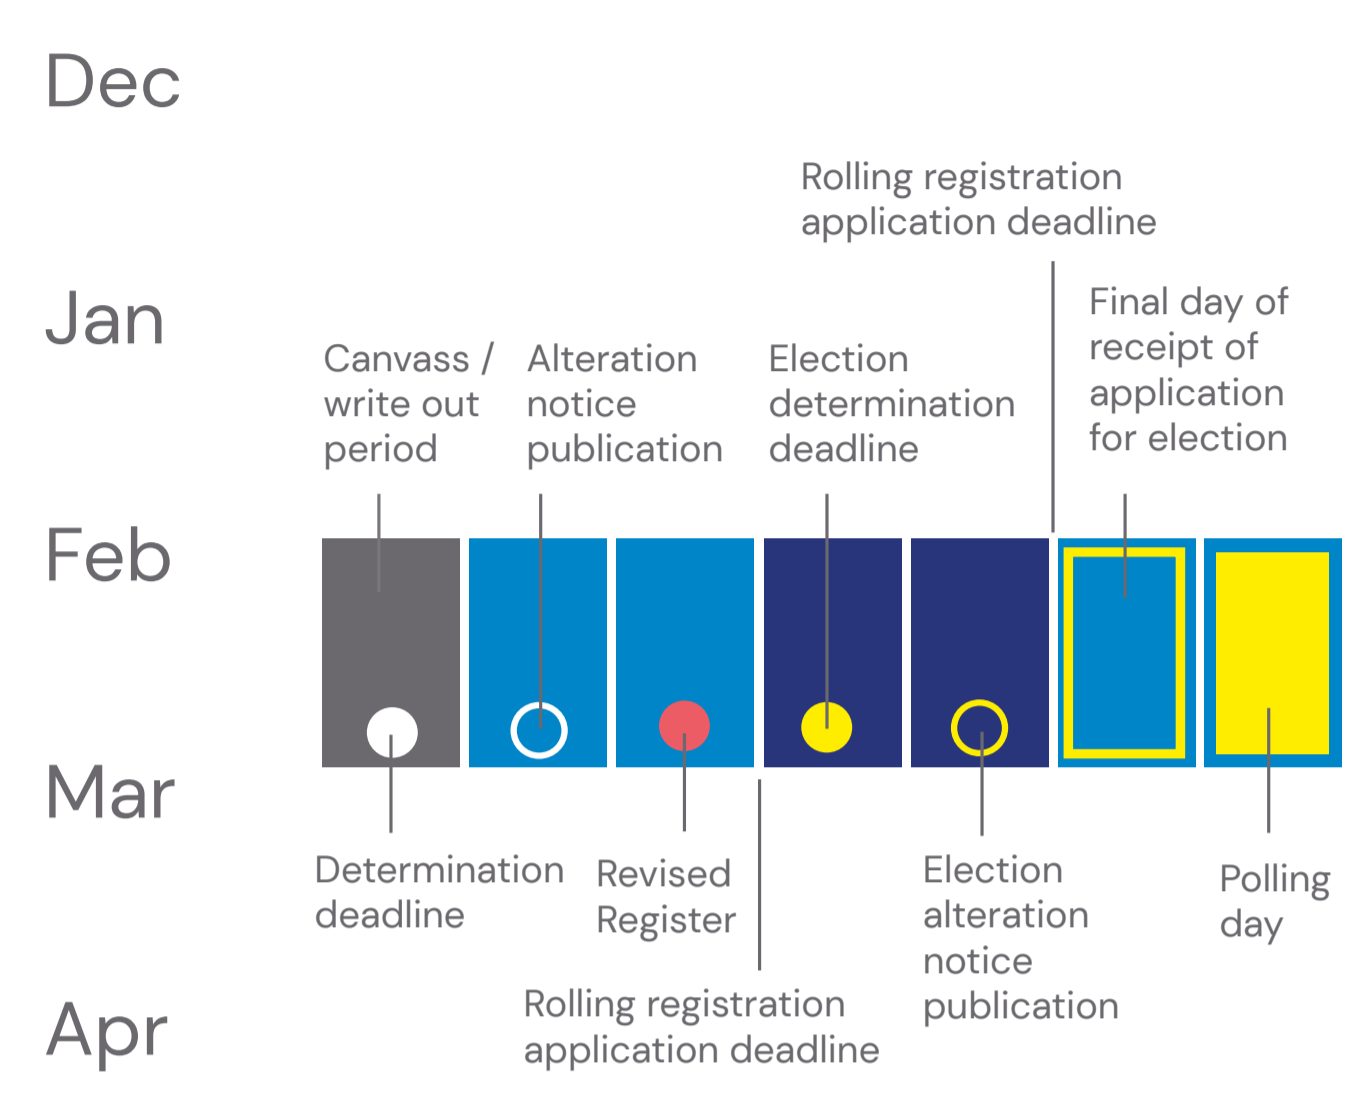 Dec
Rolling registration
application deadline
Jan
Final day of
receipt of
application
for election
Canvass /
write out
period
Alteration
notice
publication
Election
determination
deadline
Feb
Mar
Determination
deadline
Revised
Register
Election
alteration
notice
publication
Polling
day
Rolling registration
application deadline
Apr